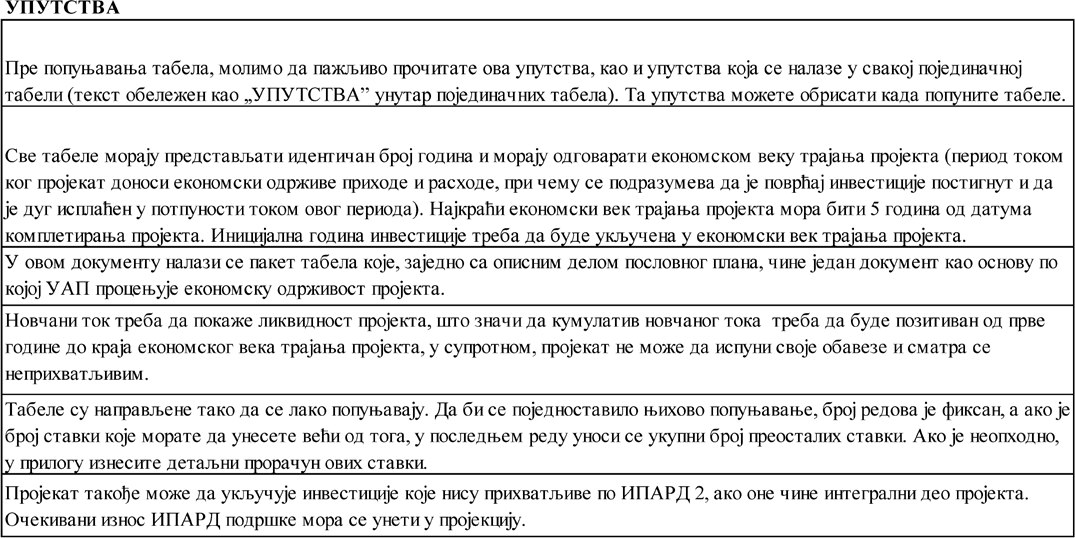 УПУТСТВА
Пре попуњавања табела, молимо да пажљиво прочитате ова упутства, као и упутства која се налазе у свакој појединачној
табели (текст обележен као „УПУТСТВА” унутар појединачних табела). Та упутства можете обрисати када попуните табеле.
Све табеле морају представљати идентичан број година и морају одговарати економском веку трајања пројекта (период током
ког пројекат доноси економски одрживе приходе и расходе, при чему се подразумева да је поврћај инвестиције постигнут и да
је дуг исплаћен у потпуности током овог периода). Најкраћи економски век трајања пројекта мора бити 5 година од датума
комплетирања пројекта. Иницијална година инвестиције треба да буде укључена у економски век трајања пројекта.
У овом документу налази се пакет табела које, заједно са описним делом пословног плана, чине један документ као основу по
којој УАП процењује економску одрживост пројекта.
Новчани ток треба да покаже ликвидност пројекта, што значи да кумулатив новчаног тока  треба да буде позитиван од прве
године до краја економског века трајања пројекта, у супротном, пројекат не може да испуни своје обавезе и сматра се
неприхватљивим.
Табеле су направљене тако да се лако попуњавају. Да би се поједноставило њихово попуњавање, број редова је фиксан, а ако је
број ставки које морате да унесете већи од тога, у последњем реду уноси се укупни број преосталих ставки. Ако је неопходно,
у прилогу изнесите детаљни прорачун ових ставки.
Пројекат такође може да укључује инвестиције које нису прихватљиве по ИПАРД 2, ако оне чине интегрални део пројекта.
Очекивани износ ИПАРД подршке мора се унети у пројекцију.